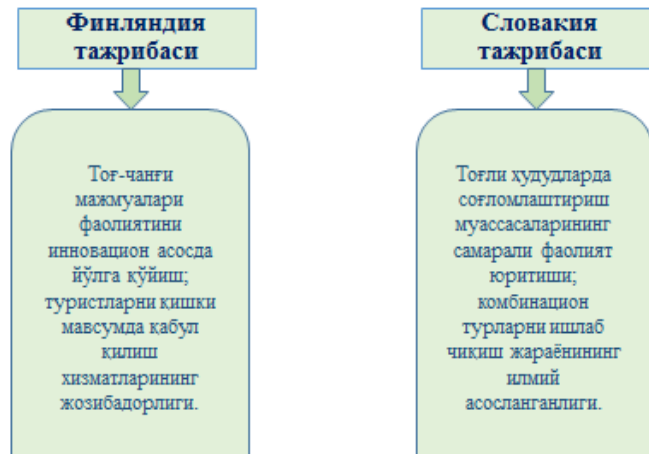 Финляндия
тажрибаси
Тоғ-чанғи
мажмуалари
фаолиятини
инновацион асосда
йўлга қўйиш;
туристларни қишки
мавсумда қабул
қилиш
хизматларининг
жозибадорлиги.
Словакия
тажрибаси
Тоғли ҳудудларда
соғломлаштириш
муассасаларининг
самарали фаолият
юритиши;
комбинацион
турларни ишлаб
чиқиш жараёнининг
илмий
асосланганлиги.